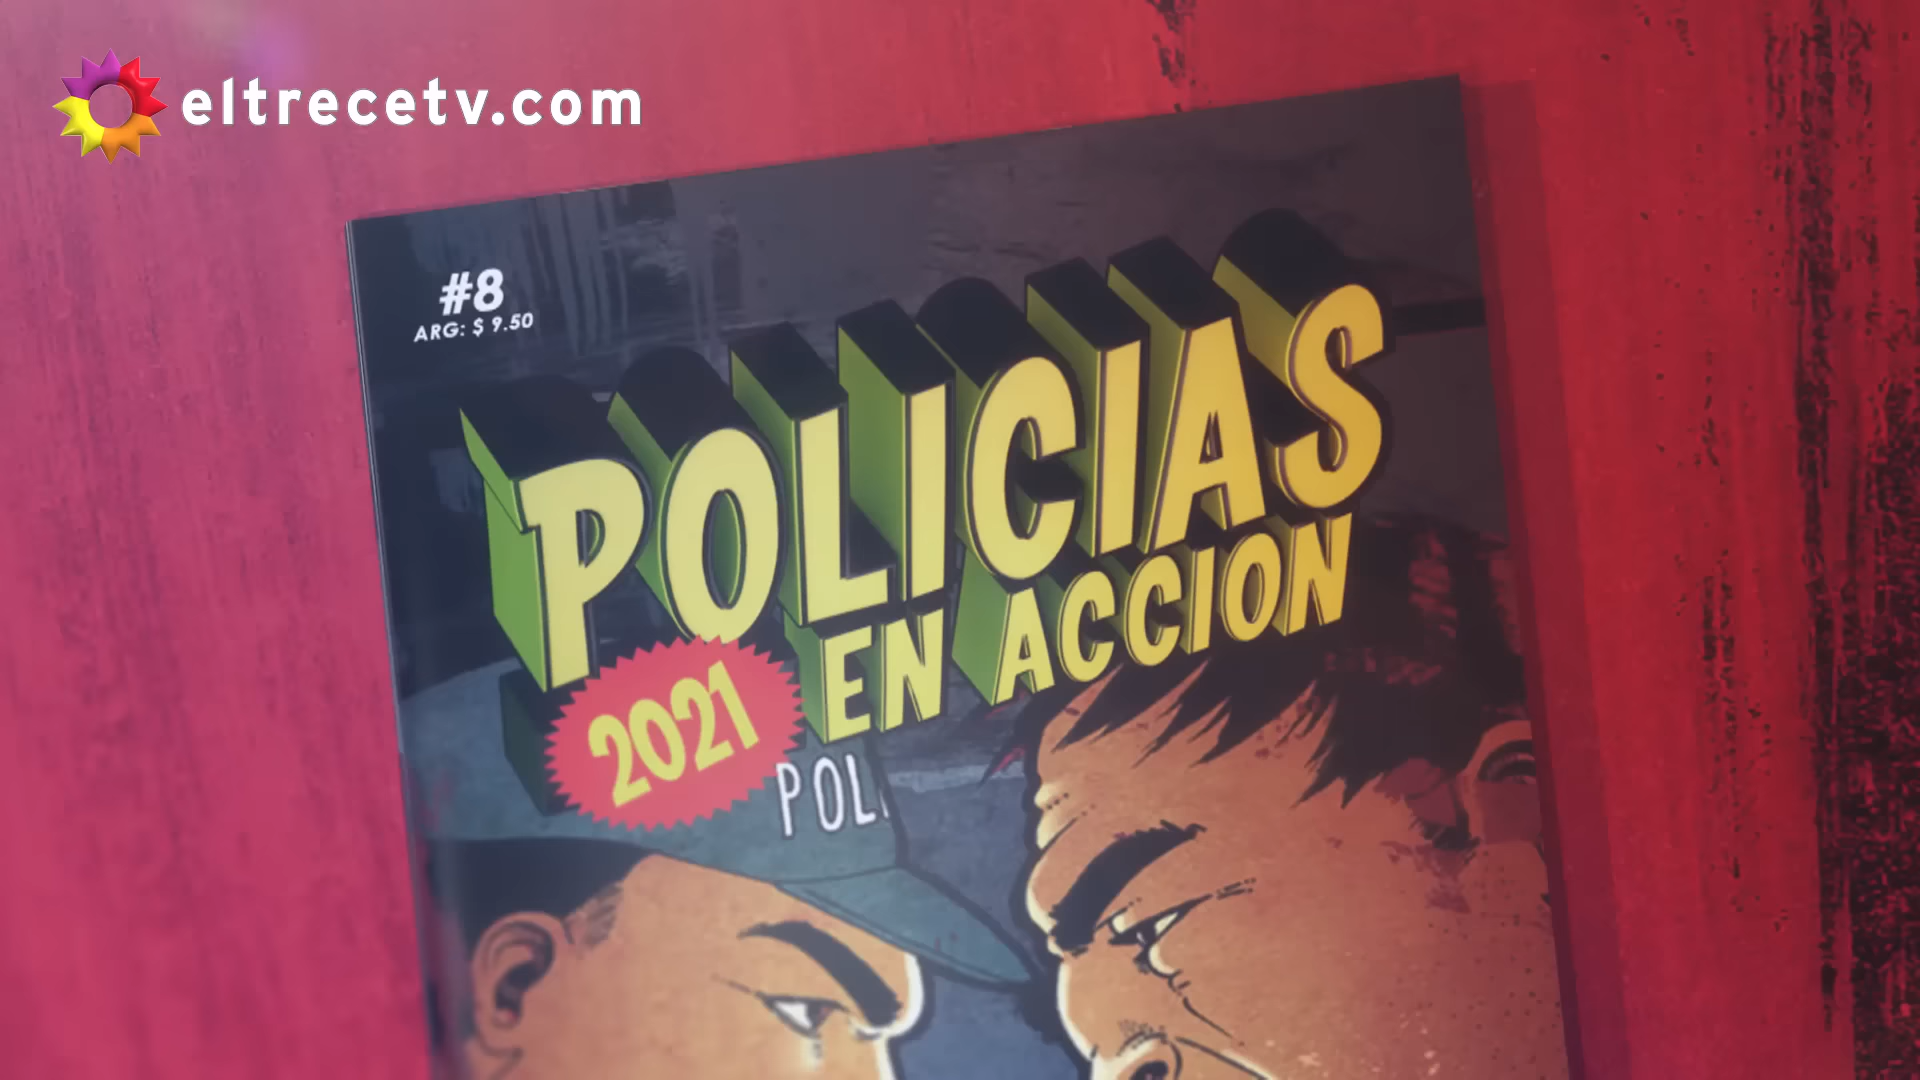 eltrecetv.com
#8
ARG: $ 9.50
POLICIAS
EN ACCION
2021
POL